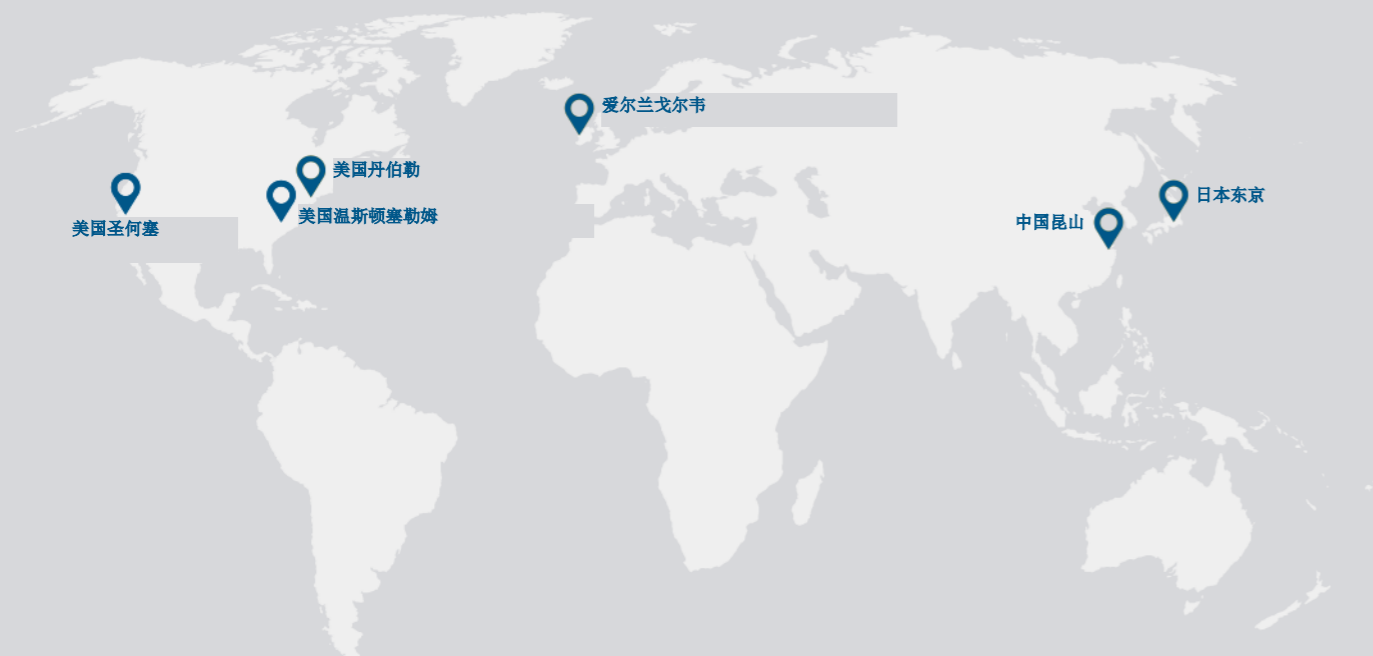 爱尔兰戈尔韦
美国丹伯勒
美国温斯顿塞勒姆
美国圣何塞
日本东京
中国昆山